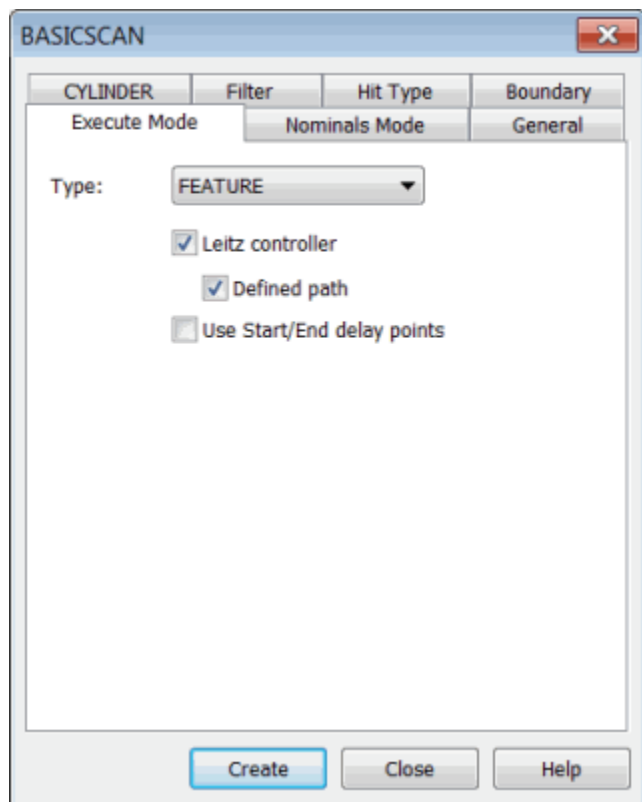 BASICSCAN
CYLINDER Filter Hit Type Boundary
Execute Mode Nominals Mode General
Type: FEATURE
Leitz controller
Defined path
Use Start/End delay points
Create Close Help